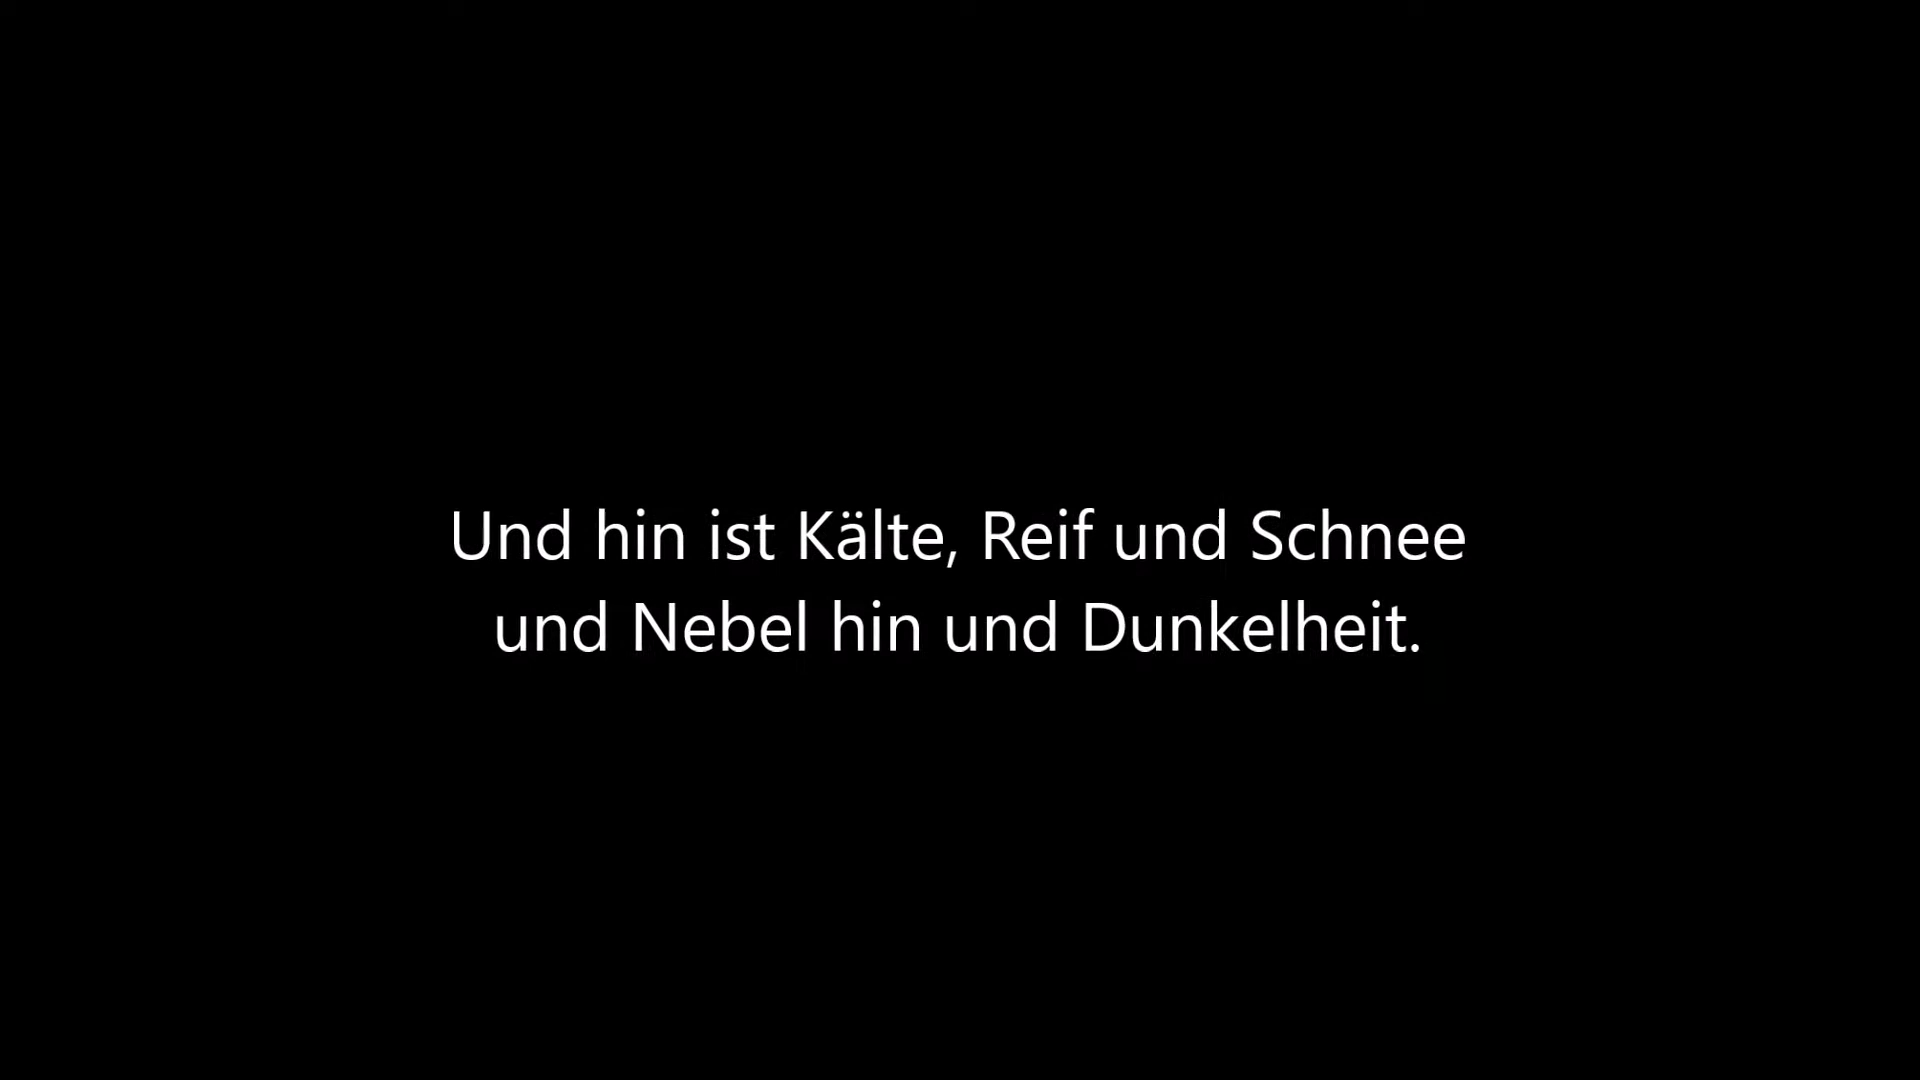 Und hin ist Kälte, Reif und Schnee
und Nebel hin und Dunkelheit.